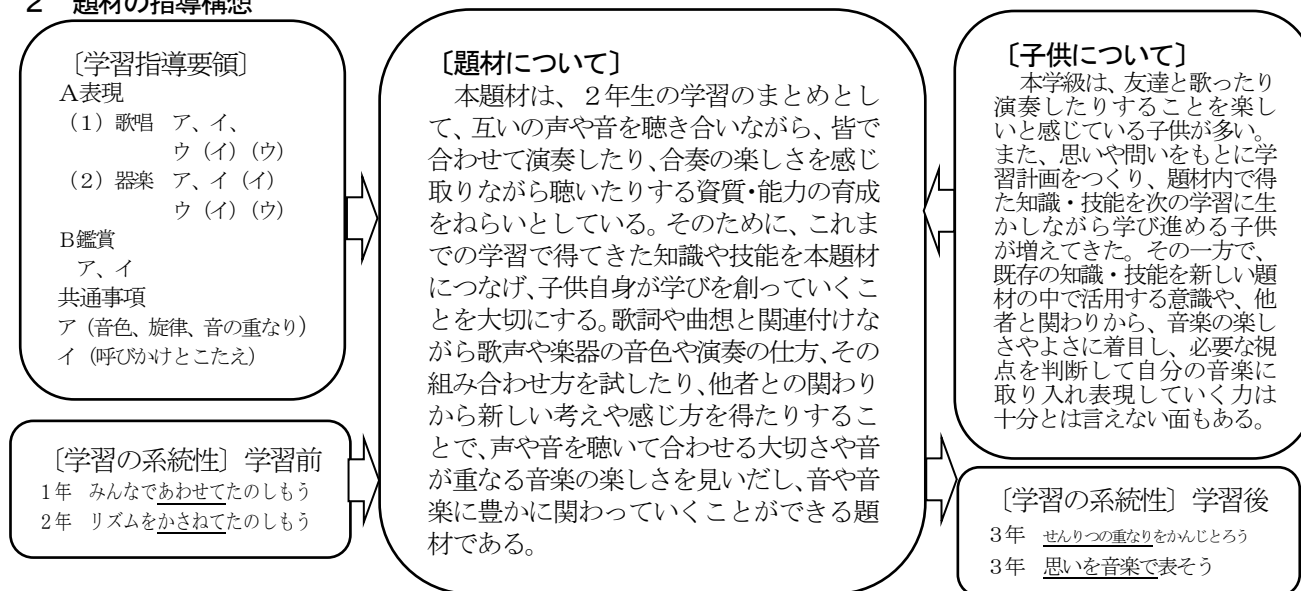 ２　題材の指導構想
〔学習指導要領〕
Ａ表現
（１）歌唱　ア、イ、
ウ（イ）（ウ）
（２）器楽　ア、イ（イ）
ウ（イ）（ウ）
Ｂ鑑賞
ア、イ
共通事項
ア（音色、旋律、音の重なり）
イ（呼びかけとこたえ）
〔学習の系統性〕学習前
１年　みんなであわせてたのしもう
２年　リズムをかさねてたのしもう
〔題材について〕
本題材は、２年生の学習のまとめとし
て、互いの声や音を聴き合いながら、皆で
合わせて演奏したり、合奏の楽しさを感じ
取りながら聴いたりする資質・能力の育成
をねらいとしている。そのために、これま
での学習で得てきた知識や技能を本題材
につなげ、子供自身が学びを創っていくこ
とを大切にする。歌詞や曲想と関連付けな
がら歌声や楽器の音色や演奏の仕方、その
組み合わせ方を試したり、他者との関わり
から新しい考えや感じ方を得たりするこ
とで、声や音を聴いて合わせる大切さや音
が重なる音楽の楽しさを見いだし、音や音
楽に豊かに関わっていくことができる題
材である。
〔子供について〕
本学級は、友達と歌ったり
演奏したりすることを楽し
いと感じている子供が多い。
また、思いや問いをもとに学
習計画をつくり、題材内で得
た知識・技能を次の学習に生
かしながら学び進める子供
が増えてきた。その一方で、
既存の知識・技能を新しい題
材の中で活用する意識や、他
者と関わりから、音楽の楽し
さやよさに着目し、必要な視
点を判断して自分の音楽に
取り入れ表現していく力は
十分とは言えない面もある。
〔学習の系統性〕学習後
３年　せんりつの重なりをかんじとろう
３年　思いを音楽で表そう